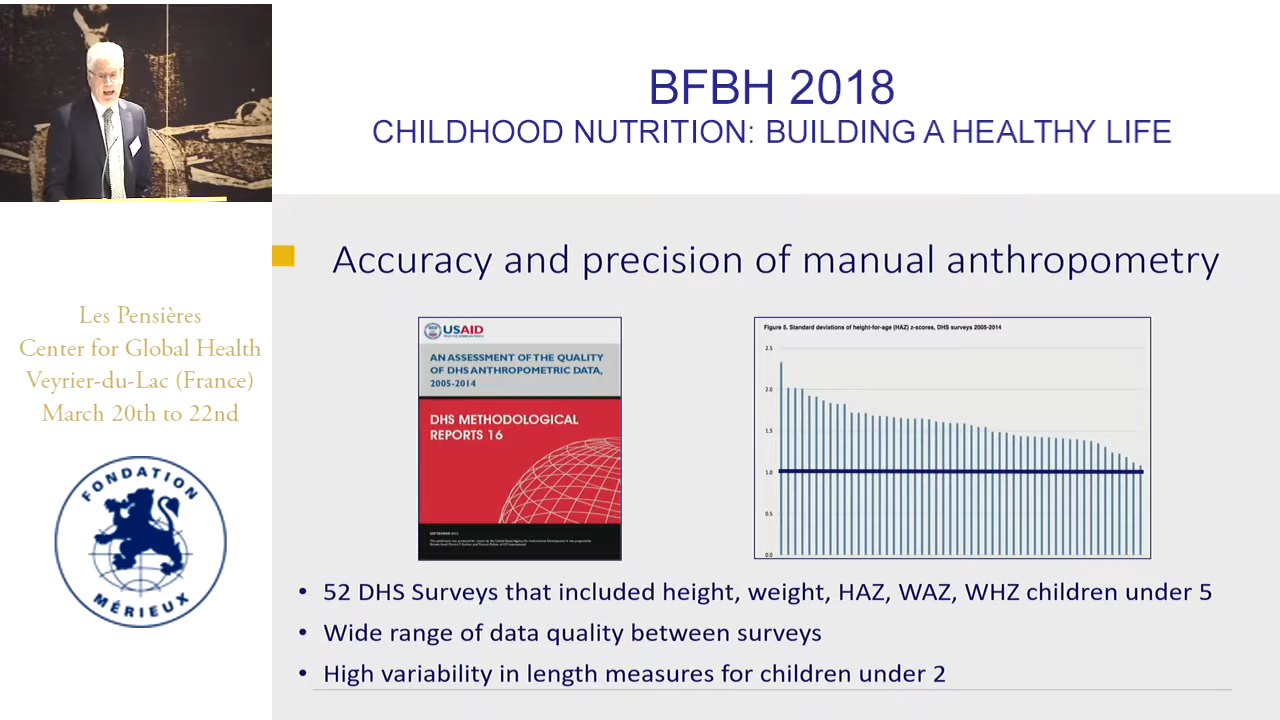 BFBH 2018
CHILDHOOD NUTRITION: BUILDING A HEALTHY LIFE
Les Pensières
Center for Global Health
Veyrier-du-Lac (France)
March 20th to 22nd
FONDATION
MÉRIEUX
Accuracy and precision of manual anthropometry
USAID
AN ASSESSMENT OF THE QUALITY
OF DHS ANTHROPOMETRIC DATA,
2005-2014
DHS METHODOLOGICAL
REPORTS 16
Figure 5. Standard deviations of height-for-age (HAZ) z-scores, DHS surveys 2005-2014
2.5
2.0
1.5
1.0
0.5
0.0
• 52 DHS Surveys that included height, weight, HAZ, WAZ, WHZ children under 5
• Wide range of data quality between surveys
• High variability in length measures for children under 2